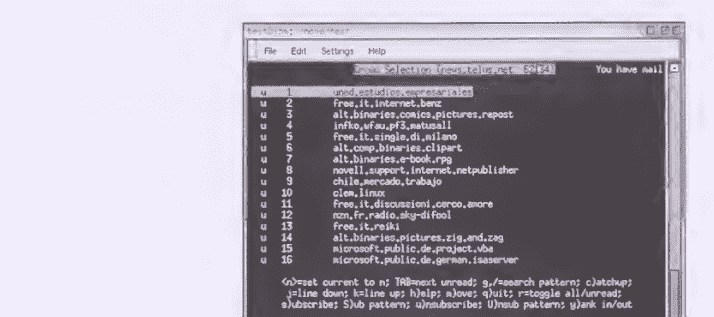 File Edit Settings Help
Group Selection (news.telus.net 62134) You have mail
u 1 uned.estudios.empresariales
u 2 free.it.internet.benz
u 3 alt.binaries.comics.pictures.repost
u 4 infko.wfau.pf3.matusall
u 5 free.it.single.di.milano
u 6 alt.comp.binaries.clipart
u 7 alt.binaries.e-book.rpg
u 8 novell.support.internet.netpublisher
u 9 chile.mercado.trabajo
u 10 clem.linux
u 11 free.it.discussioni.cerco.amore
u 12 nzn.fr.radio.sky-difool
u 13 free.it.reiki
u 14 alt.binaries.pictures.zig.and.zag
u 15 microsoft.public.de.project.vba
u 16 microsoft.public.de.german.isaserver
<n>=set current to n; TAB=next unread; g,/=search pattern; c)atchup;
j=line down; k=line up; h)elp; m)ove; q)uit; r=toggle all/unread;
s)ubscribe; S)ub pattern; u)nsubscribe; U)nsub pattern; y)ank in/out